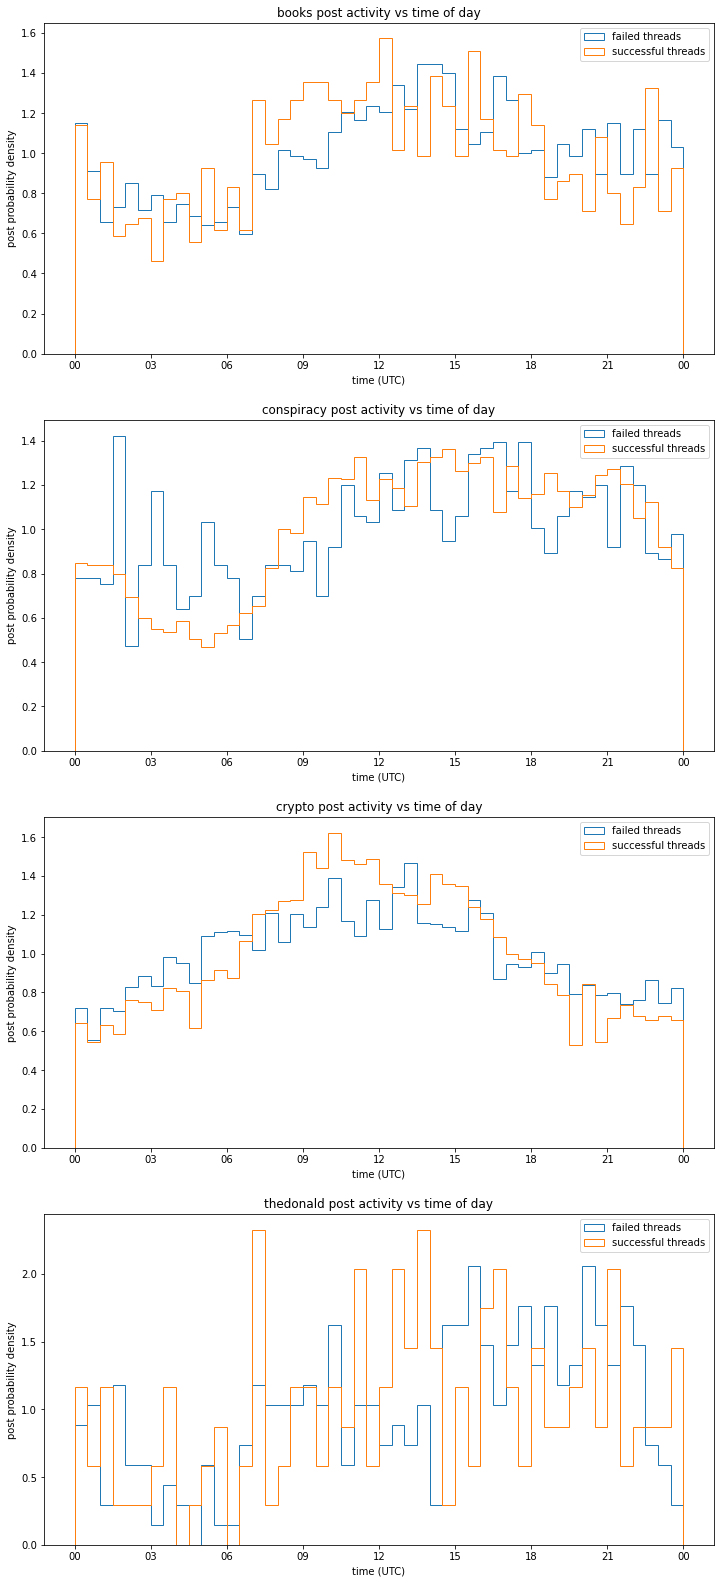 books post activity vs time of day
failed threads
successful threads
post probability density
1.6
1.4
1.2
1.0
0.8
0.6
0.4
0.2
0.0
00 03 06 09 12 15 18 21 00
time (UTC)
conspiracy post activity vs time of day
failed threads
successful threads
post probability density
1.4
1.2
1.0
0.8
0.6
0.4
0.2
0.0
00 03 06 09 12 15 18 21 00
time (UTC)
crypto post activity vs time of day
failed threads
successful threads
post probability density
1.6
1.4
1.2
1.0
0.8
0.6
0.4
0.2
0.0
00 03 06 09 12 15 18 21 00
time (UTC)
thedonald post activity vs time of day
failed threads
successful threads
post probability density
2.0
1.5
1.0
0.5
0.0
00 03 06 09 12 15 18 21 00
time (UTC)